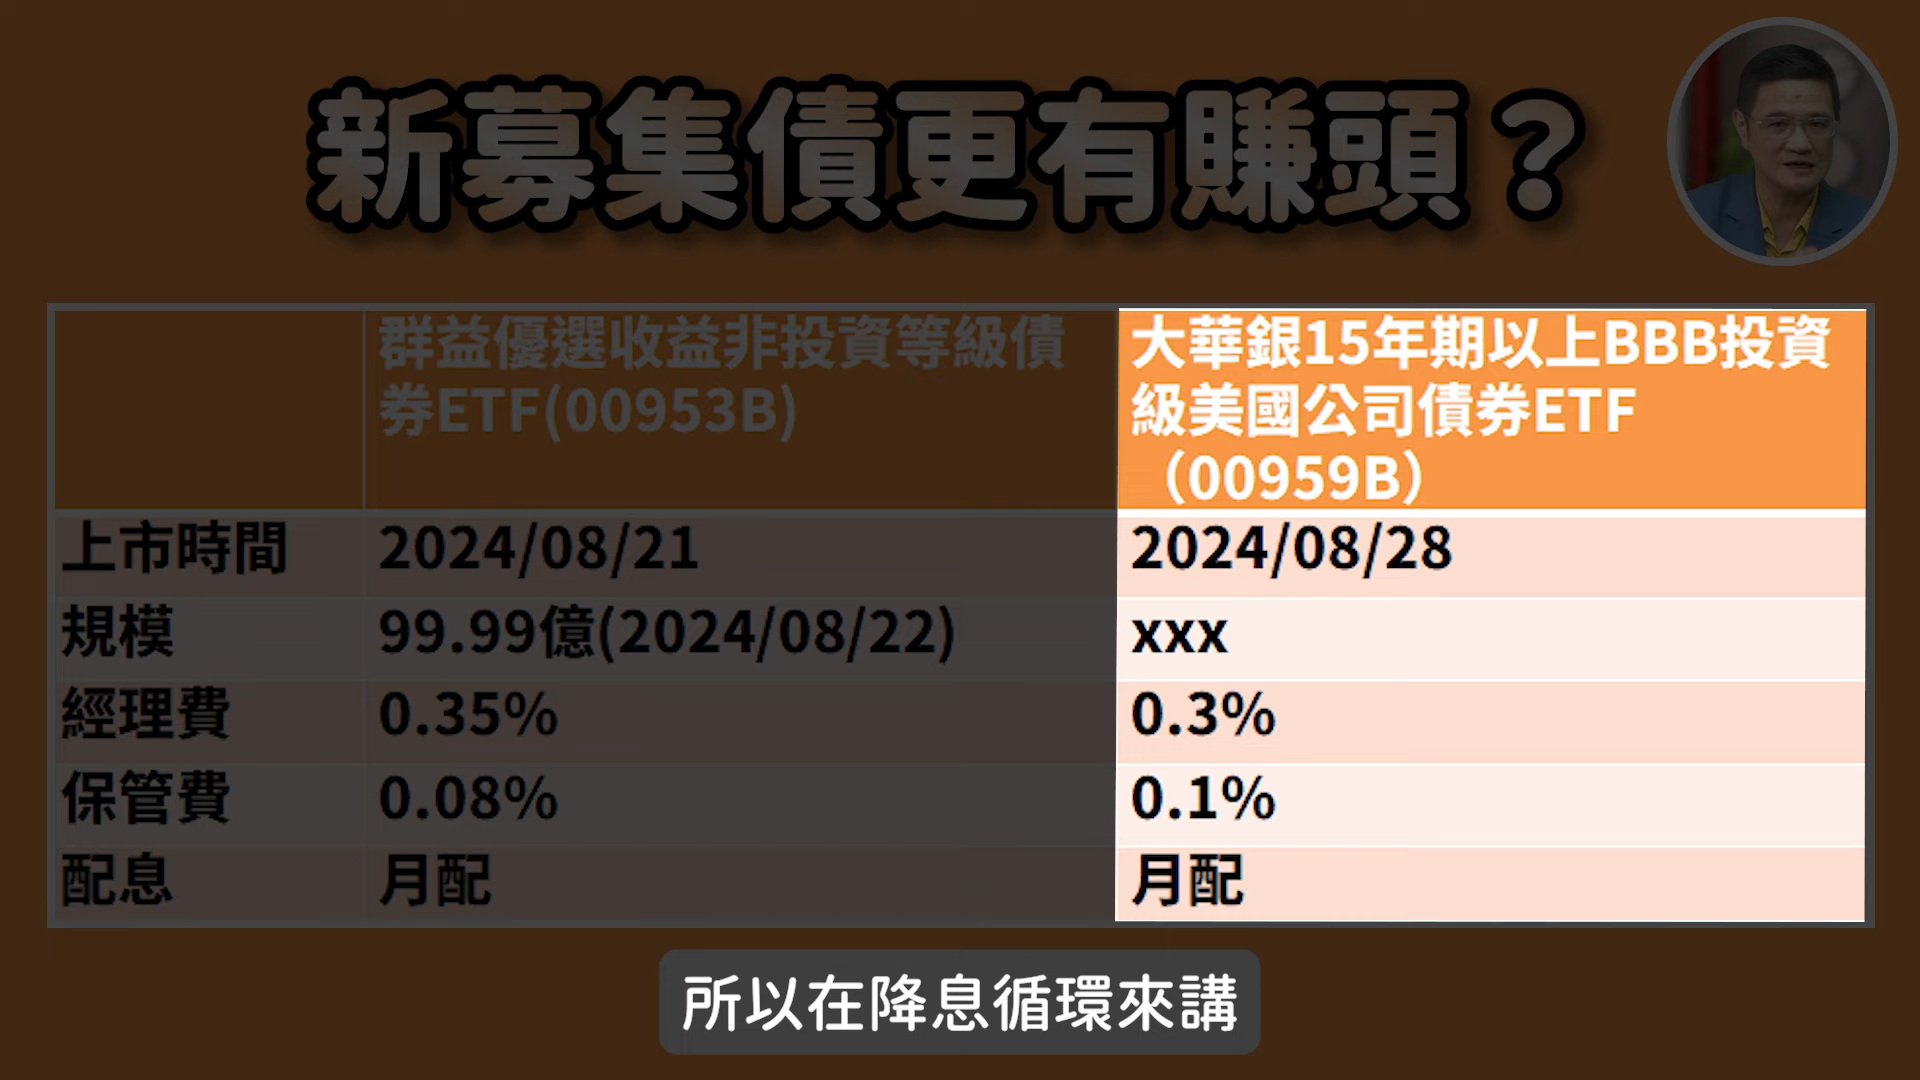 新募集債更有賺頭？
群益優選收益非投資等級債
券ETF(00953B)
大華銀15年期以上BBB投資
級美國公司債券ETF
（00959B）
上市時間 2024/08/21 2024/08/28
規模 99.99億(2024/08/22) xxx
經理費 0.35% 0.3%
保管費 0.08% 0.1%
配息 月配 月配
所以在降息循環來講